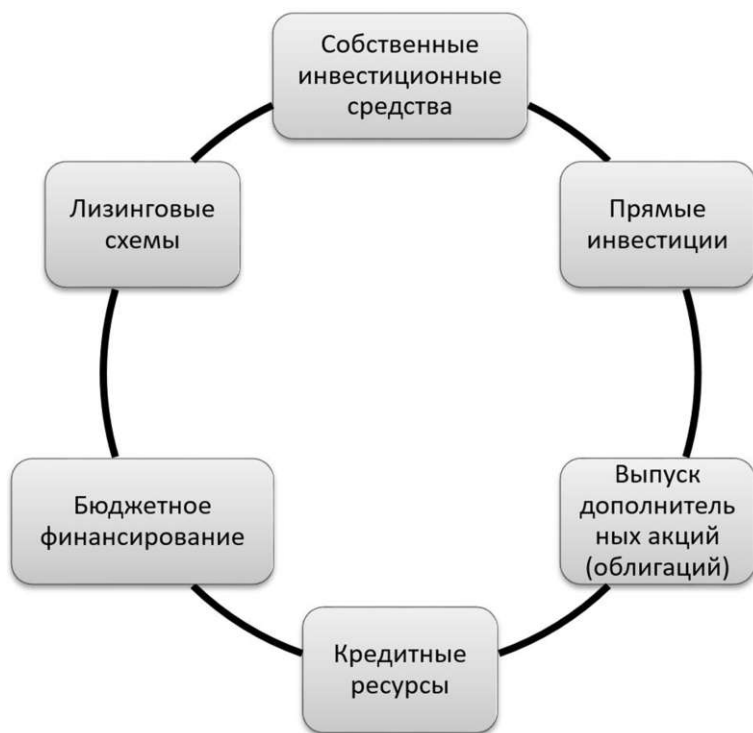 Собственные
инвестиционные
средства
Прямые
инвестиции
Выпуск
дополнитель
ных акций
(облигаций)
Кредитные
ресурсы
Бюджетное
финансирование
Лизинговые
схемы